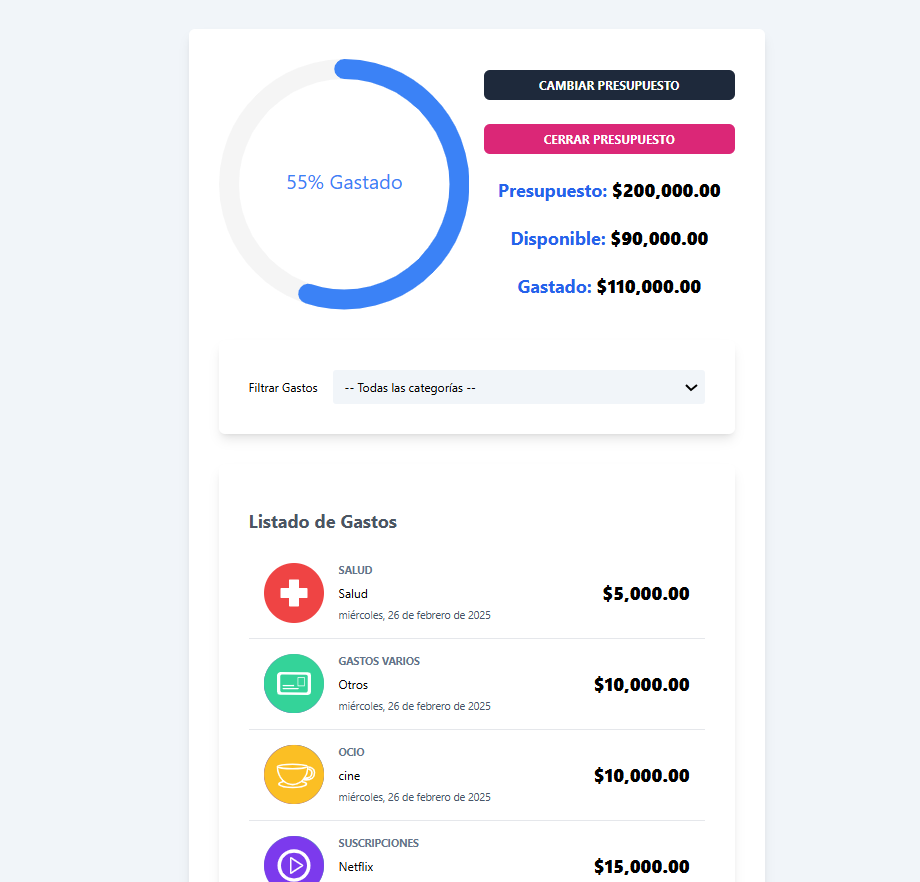 55% Gastado
CAMBIAR PRESUPUESTO
CERRAR PRESUPUESTO
Presupuesto: $200,000.00
Disponible: $90,000.00
Gastado: $110,000.00
Filtrar Gastos
-- Todas las categorías --
Listado de Gastos
SALUD
Salud
miércoles, 26 de febrero de 2025
$5,000.00
GASTOS VARIOS
Otros
miércoles, 26 de febrero de 2025
$10,000.00
OCIO
cine
miércoles, 26 de febrero de 2025
$10,000.00
SUSCRIPCIONES
Netflix
$15,000.00